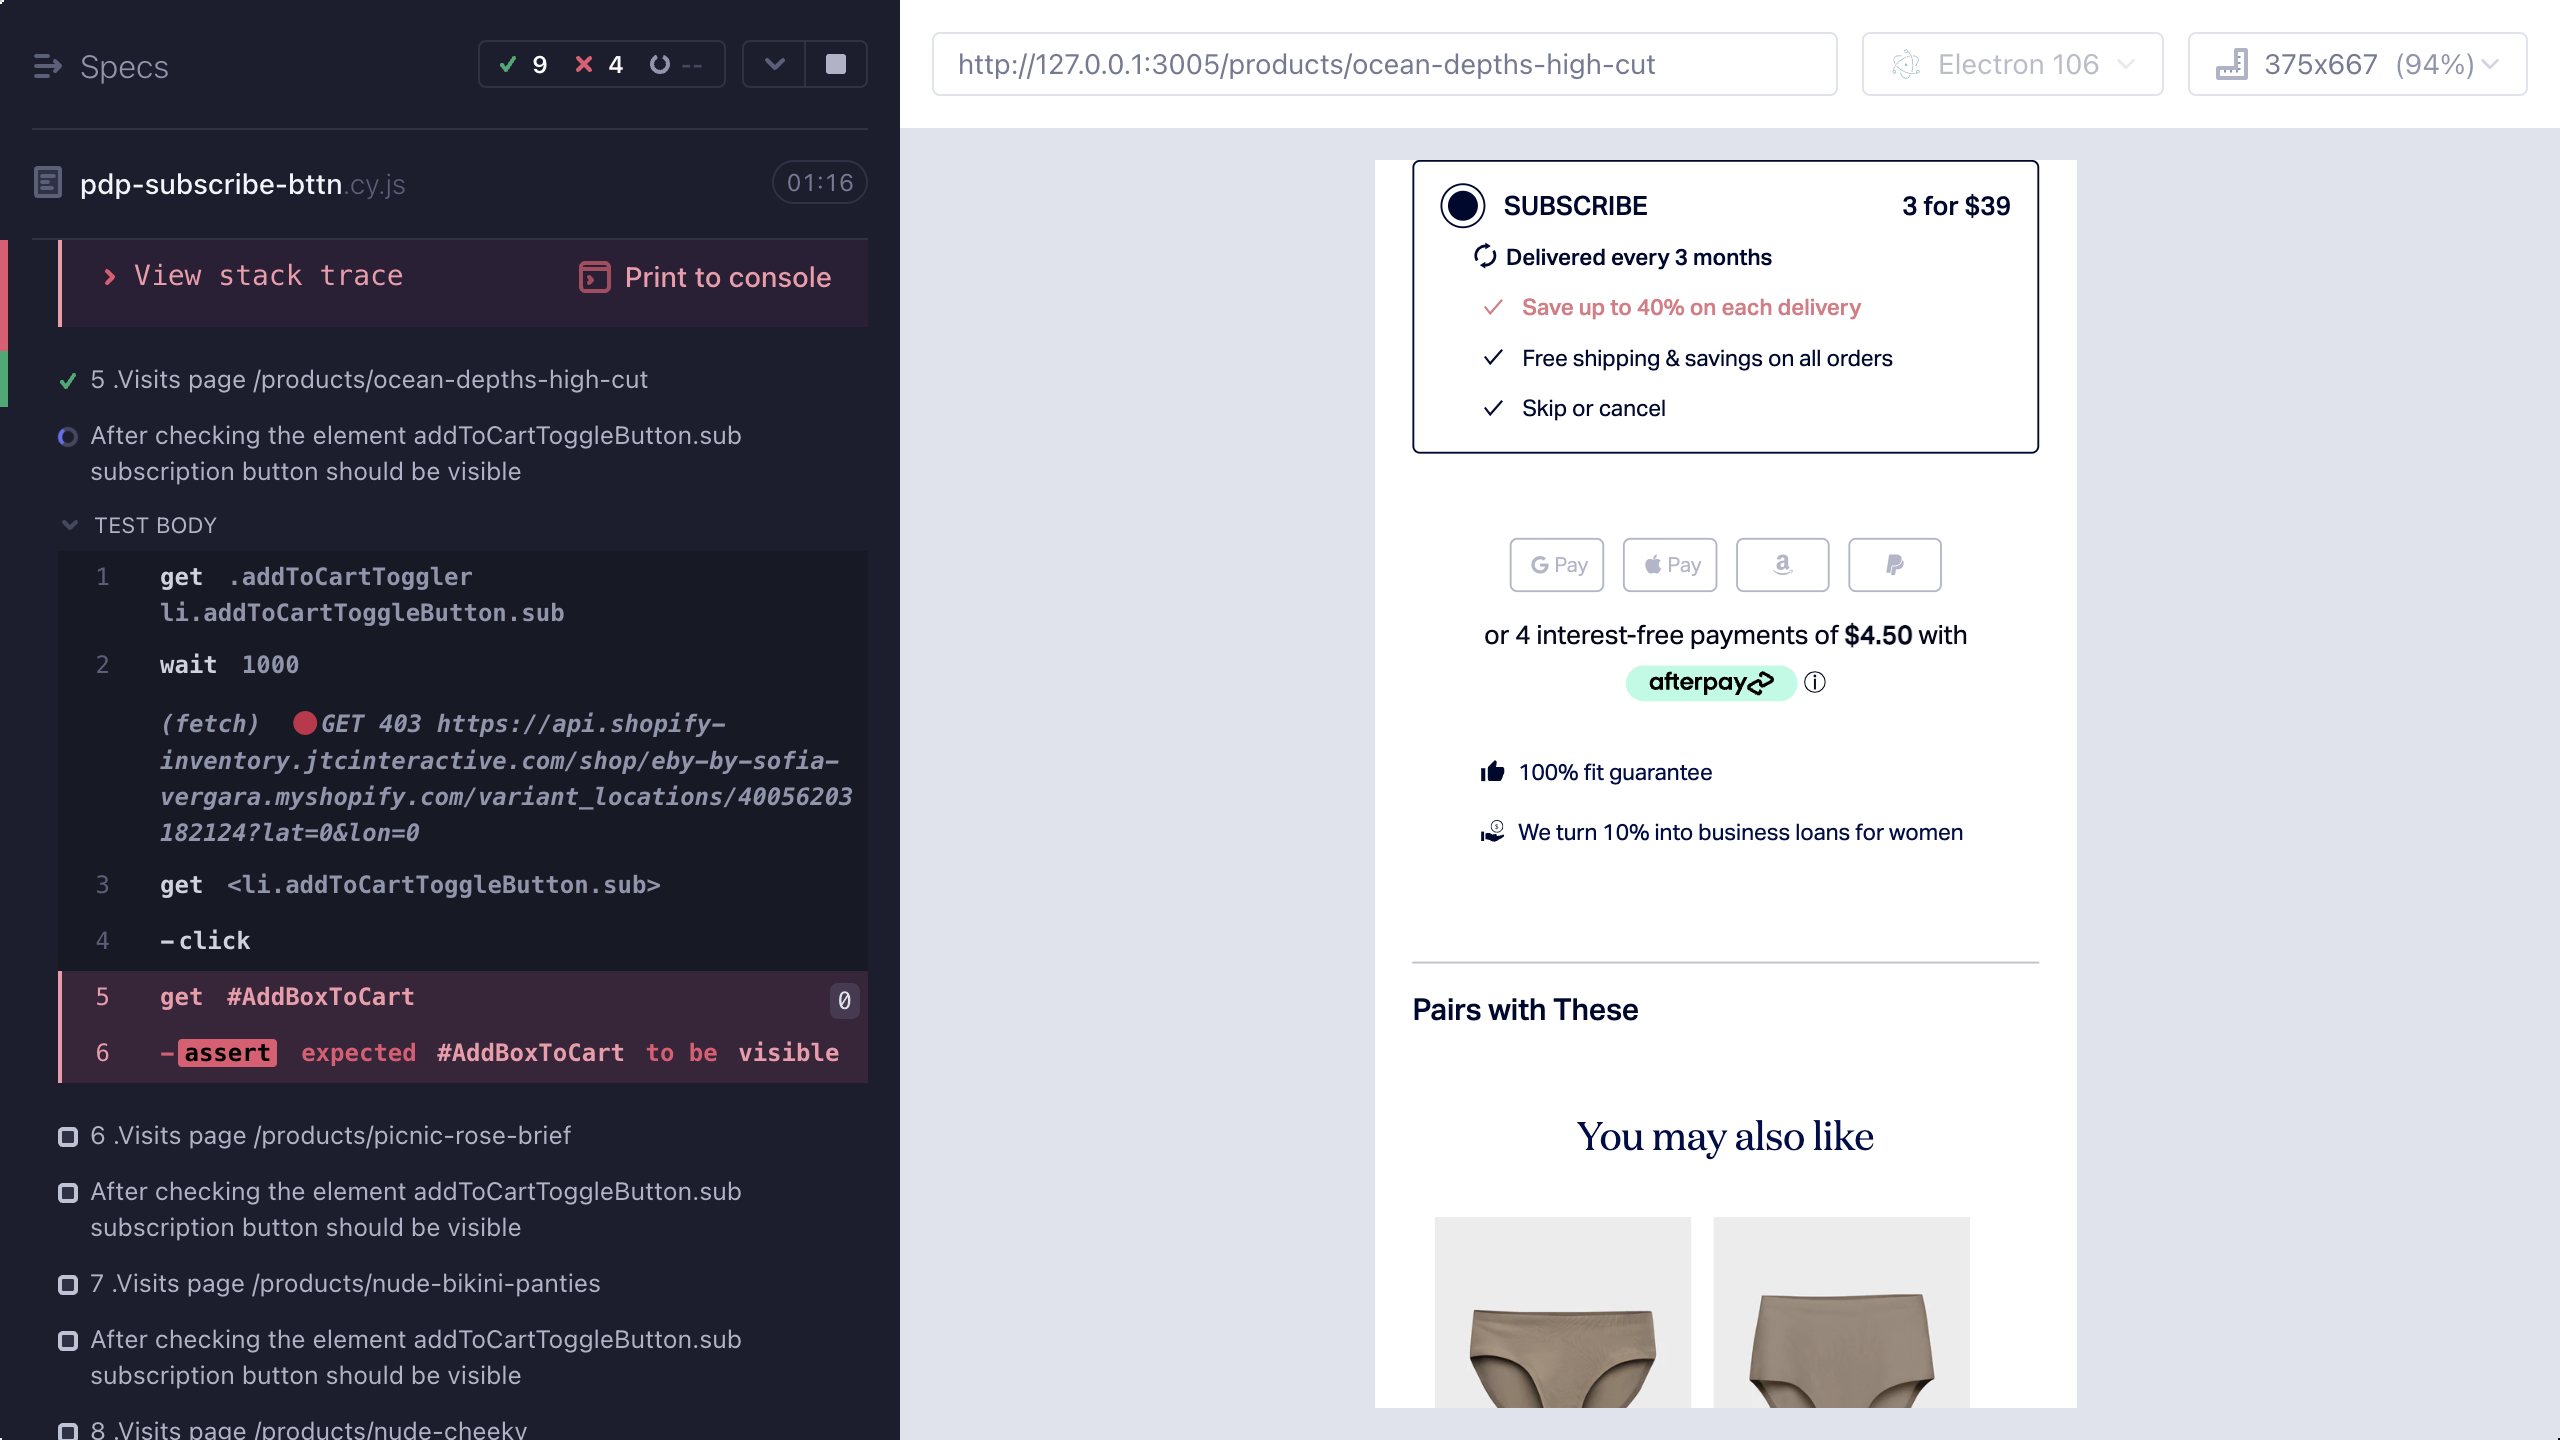 Specs
9
4
--
pdp-subscribe-bttn.cy.js
01:16
View stack trace
Print to console
5 .Visits page /products/ocean-depths-high-cut
After checking the element addToCartToggleButton.sub
subscription button should be visible
TEST BODY
1 get .addToCartToggler
li.addToCartToggleButton.sub
2 wait 1000
(fetch) GET 403 https://api.shopify-
inventory.jtcinteractive.com/shop/eby-by-sofia-
vergara.myshopify.com/variant_locations/40056203
182124?lat=0&lon=0
3 get <li.addToCartToggleButton.sub>
4 -click
5 get #AddBoxToCart 0
6 -assert expected #AddBoxToCart to be visible
6 .Visits page /products/picnic-rose-brief
After checking the element addToCartToggleButton.sub
subscription button should be visible
7 .Visits page /products/nude-bikini-panties
After checking the element addToCartToggleButton.sub
subscription button should be visible
8 .Visits page /products/nude-cheeky
http://127.0.0.1:3005/products/ocean-depths-high-cut
Electron 106
375x667 (94%)
SUBSCRIBE
3 for $39
Delivered every 3 months
Save up to 40% on each delivery
Free shipping & savings on all orders
Skip or cancel
G Pay
Pay
a
P
or 4 interest-free payments of $4.50 with
afterpay
100% fit guarantee
We turn 10% into business loans for women
Pairs with These
You may also like